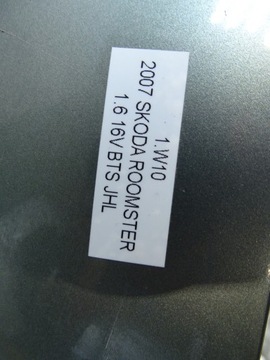 1.W10
2007 SKODA ROOMSTER
1.6 16V BTS JHL